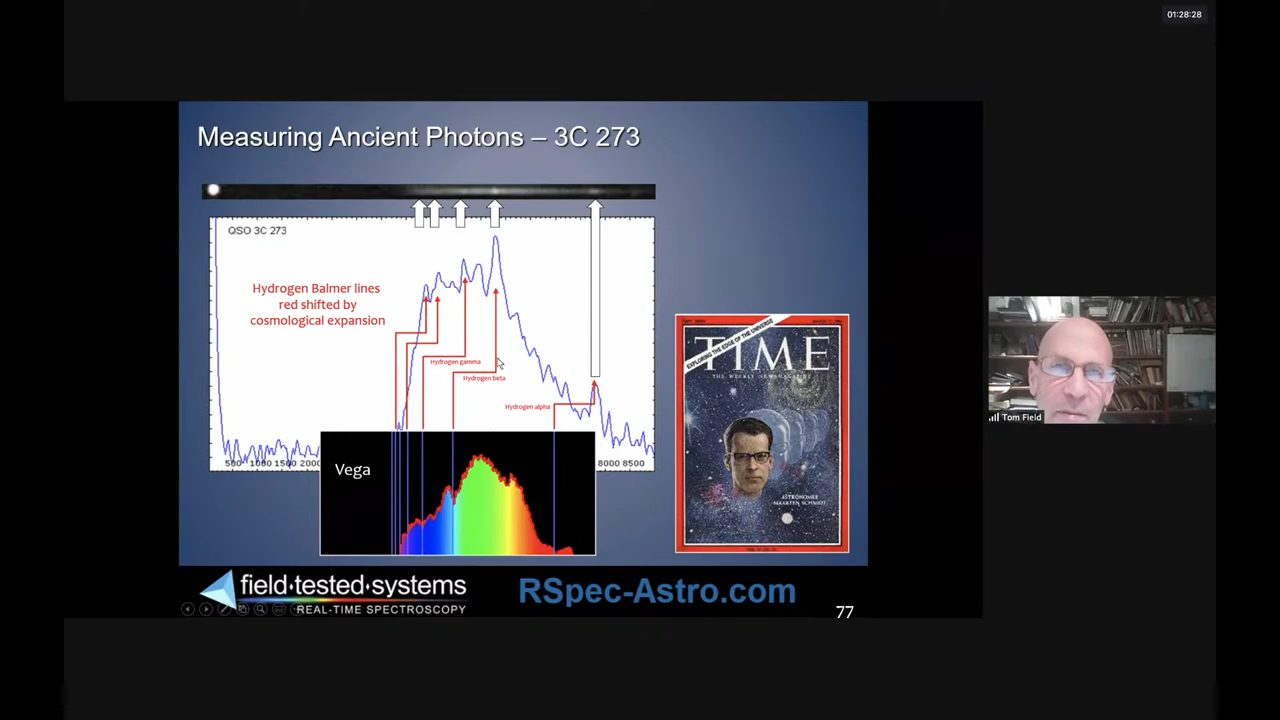 01:28:28
Measuring Ancient Photons – 3C 273
QSO 3C 273
Hydrogen Balmer lines
red shifted by
cosmological expansion
Hydrogen gamma
Hydrogen beta
Hydrogen alpha
500 1000 1500 2000
8000 8500
Vega
EXPLORING THE EDGE OF THE UNIVERSE
TIME
THE WEEKLY NEWSMAGAZINE
ASTRONOMER
MAARTEN SCHMIDT
Tom Field
field·tested·systems
REAL-TIME SPECTROSCOPY
RSpec-Astro.com
77